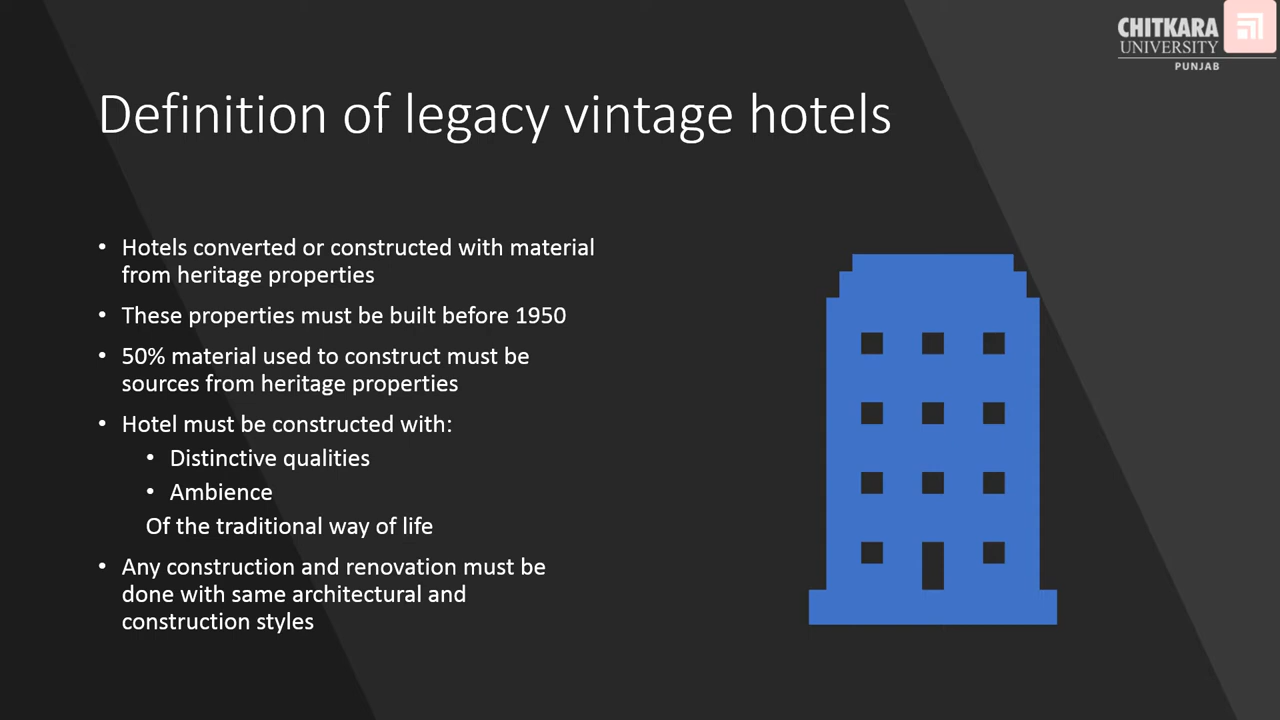 CHITKARA
UNIVERSITY
PUNJAB
Definition of legacy vintage hotels
• Hotels converted or constructed with material
from heritage properties
• These properties must be built before 1950
• 50% material used to construct must be
sources from heritage properties
• Hotel must be constructed with:
• Distinctive qualities
• Ambience
Of the traditional way of life
• Any construction and renovation must be
done with same architectural and
construction styles